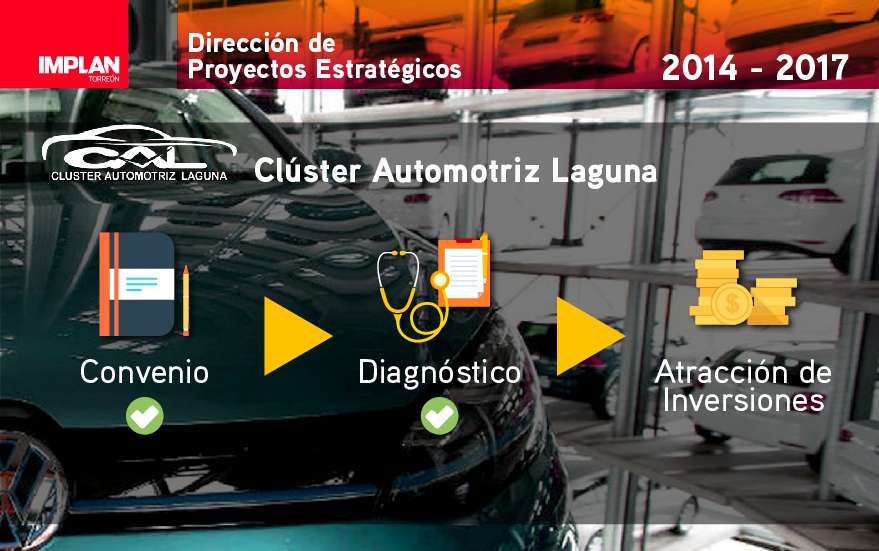 IMPLAN
TORREÓN
Dirección de
Proyectos Estratégicos
2014 - 2017
CAL
CLUSTER AUTOMOTRIZ LAGUNA
Clúster Automotriz Laguna
Convenio
Diagnóstico
Atracción de
Inversiones